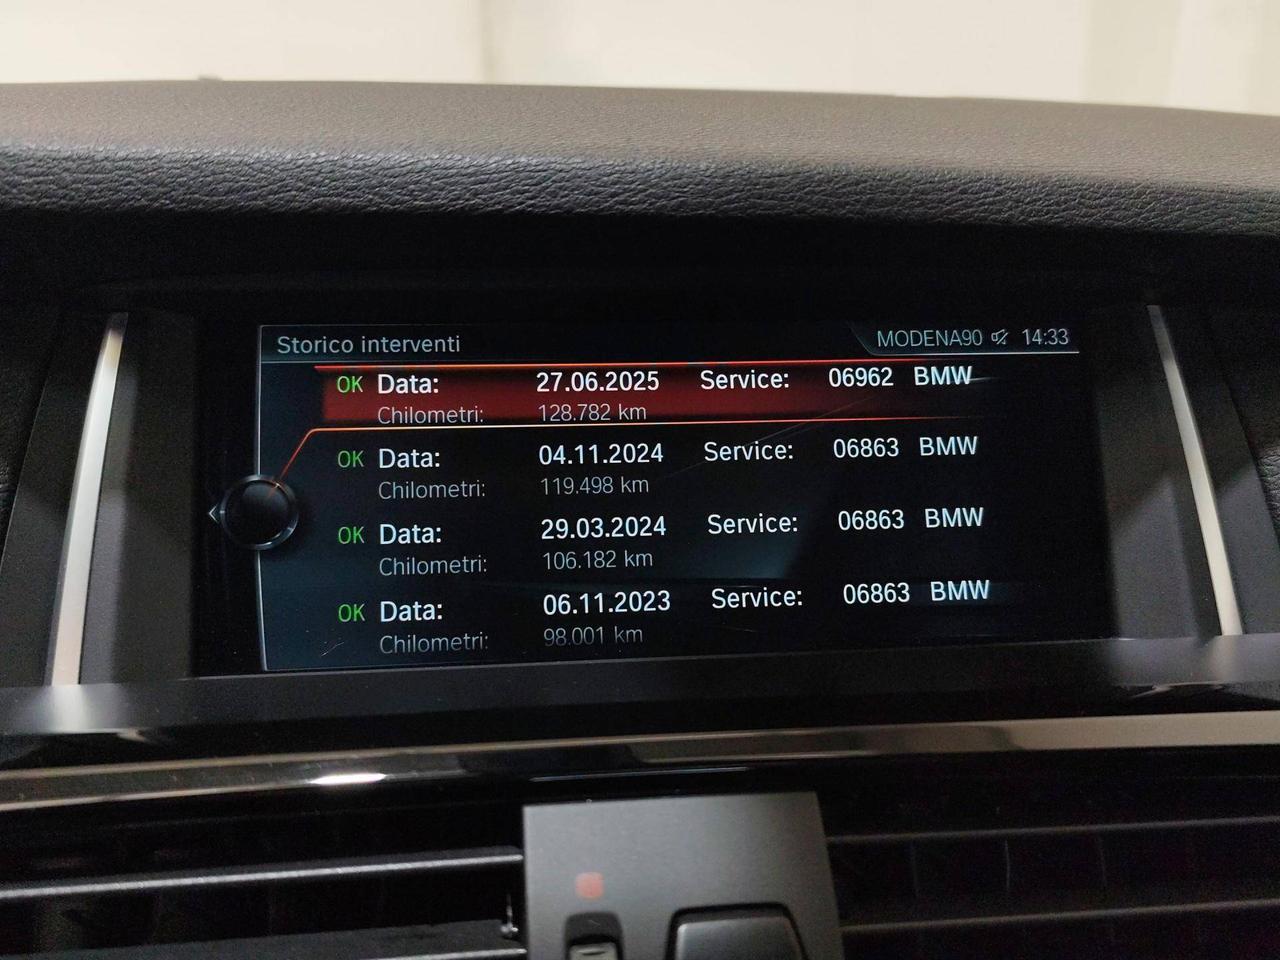 Storico interventi MODENA90 14:33
OK Data: 27.06.2025 Service: 06962 BMW
Chilometri: 128.782 km
OK Data: 04.11.2024 Service: 06863 BMW
Chilometri: 119.498 km
OK Data: 29.03.2024 Service: 06863 BMW
Chilometri: 106.182 km
OK Data: 06.11.2023 Service: 06863 BMW
Chilometri: 98.001 km